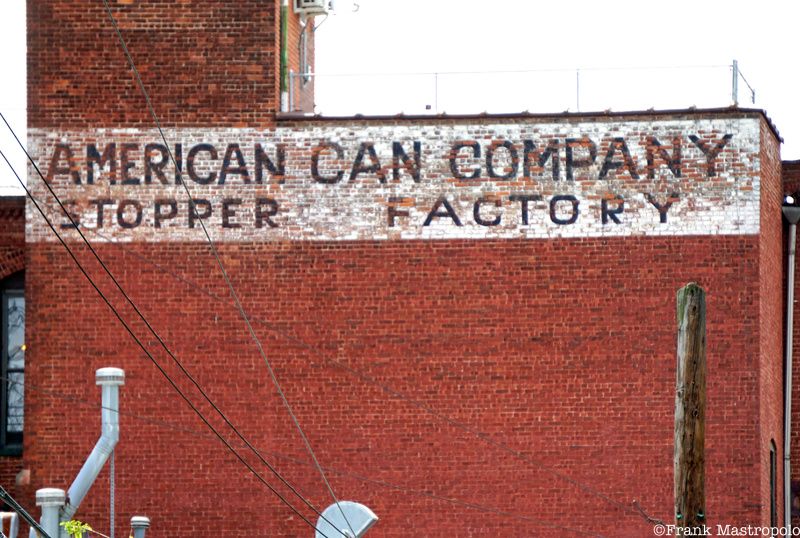 AMERICAN CAN COMPANY
STOPPER FACTORY
©Frank Mastropolo